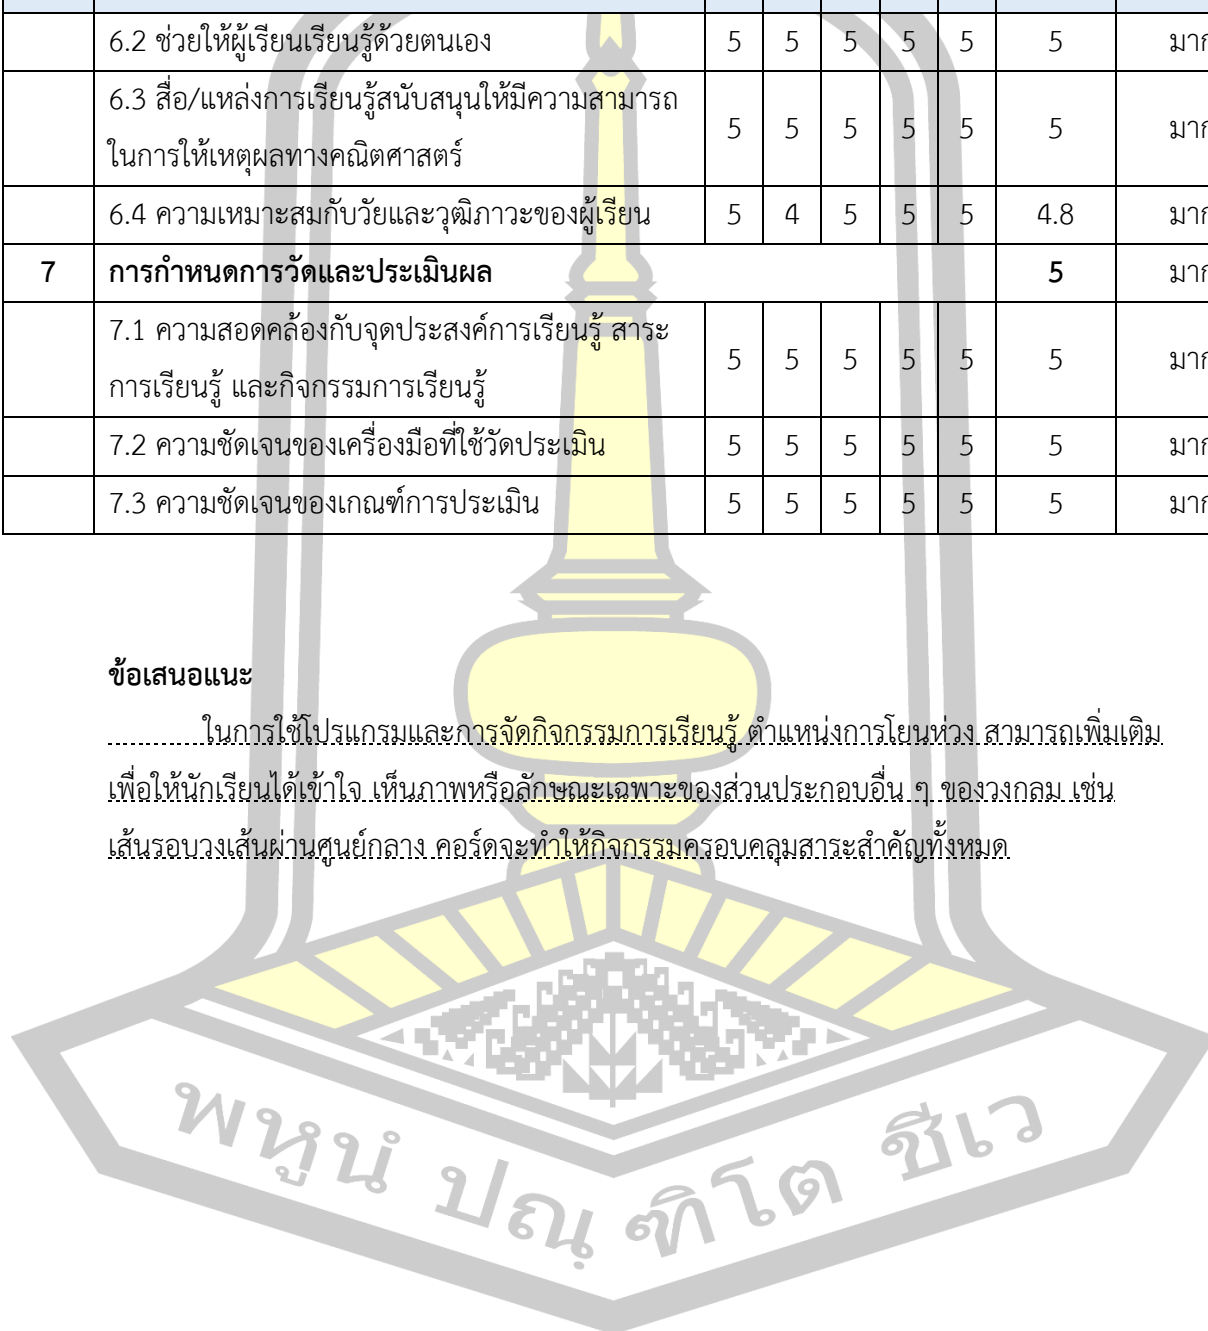 6.2 ช่วยให้ผู้เรียนเรียนรู้ด้วยตนเอง 5 5 5 5 5 5
6.3 สื่อ/แหล่งการเรียนรู้สนับสนุนให้มีความสามารถ
ในการให้เหตุผลทางคณิตศาสตร์ 5 5 5 5 5 5
6.4 ความเหมาะสมกับวัยและวุฒิภาวะของผู้เรียน 5 4 5 5 5 4.8
7 การกำหนดการวัดและประเมินผล 5
7.1 ความสอดคล้องกับจุดประสงค์การเรียนรู้ สาระ
การเรียนรู้ และกิจกรรมการเรียนรู้ 5 5 5 5 5 5
7.2 ความชัดเจนของเครื่องมือที่ใช้วัดประเมิน 5 5 5 5 5 5
7.3 ความชัดเจนของเกณฑ์การประเมิน 5 5 5 5 5 5
ข้อเสนอแนะ
ในการใช้โปรแกรมและการจัดกิจกรรมการเรียนรู้ ตำแหน่งการโยนห่วง สามารถเพิ่มเติม
เพื่อให้นักเรียนได้เข้าใจ เห็นภาพหรือลักษณะเฉพาะของส่วนประกอบอื่น ๆ ของวงกลม เช่น
เส้นรอบวงเส้นผ่านศูนย์กลาง คอร์ดจะทำให้กิจกรรมครอบคลุมสาระสำคัญทั้งหมด
พหูนํ ปณฺฑิโต ชีเว